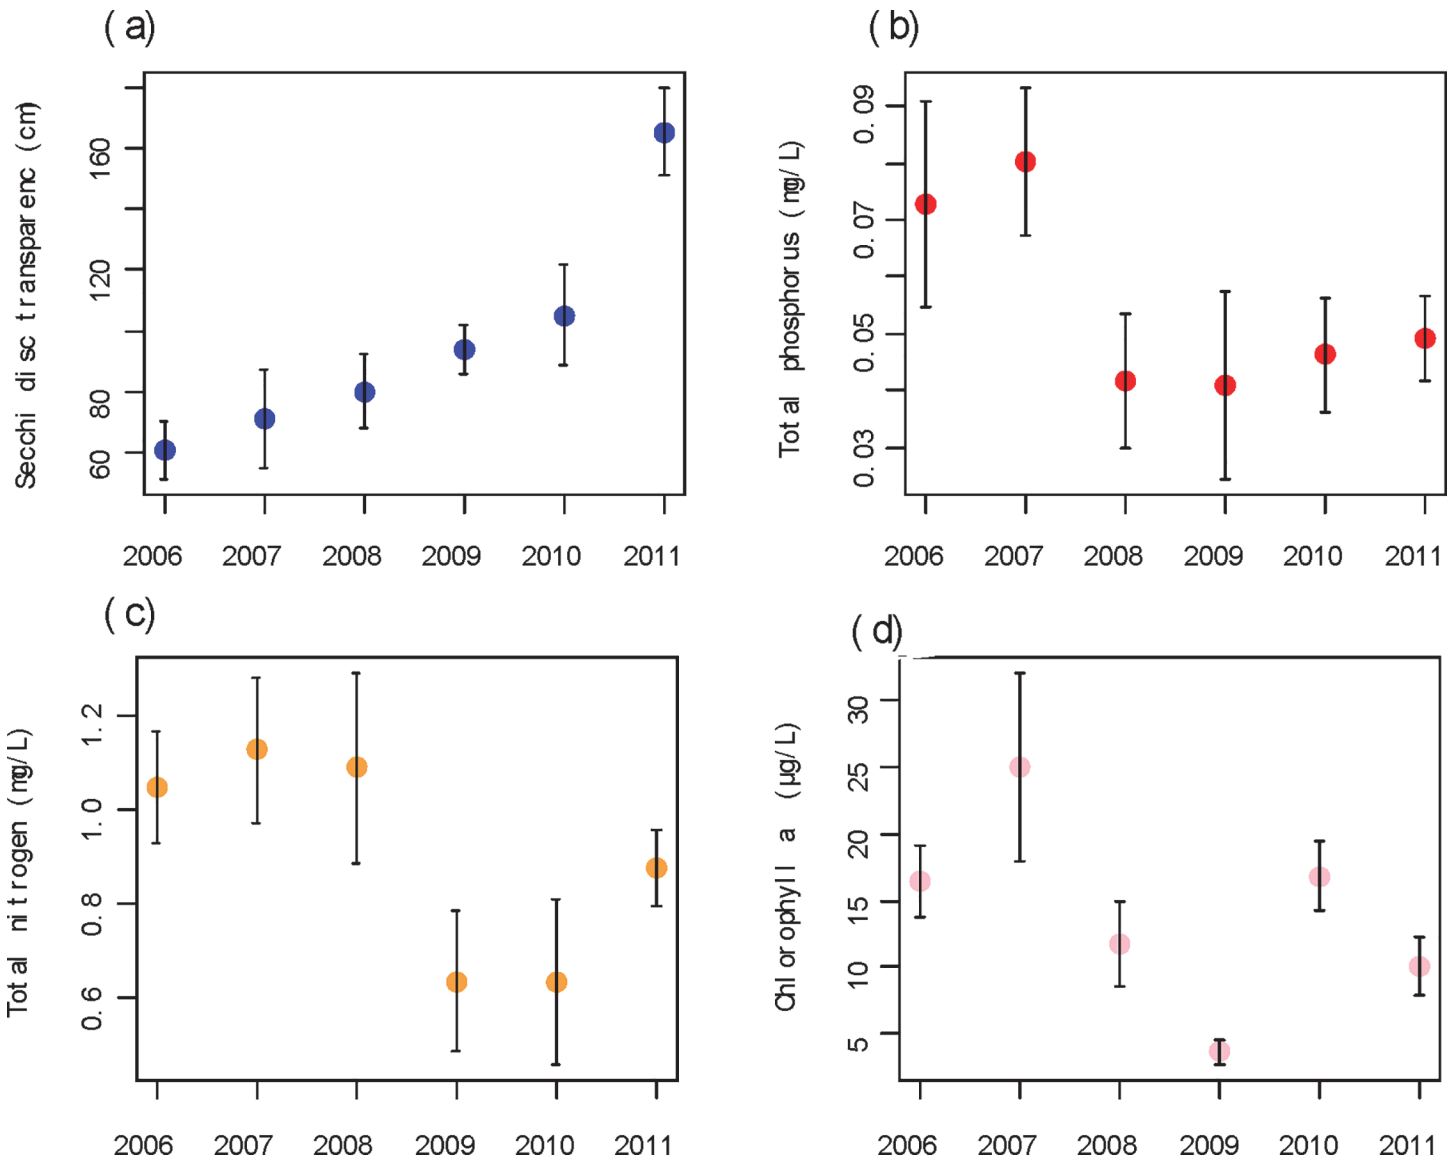 (a)
Secchi disc transparenc (cm)
160
120
80
60
2006 2007 2008 2009 2010 2011
(b)
Total phosphorus (mg/L)
0.09
0.07
0.05
0.03
2006 2007 2008 2009 2010 2011
(c)
Total nitrogen (mg/L)
1.2
1.0
0.8
0.6
2006 2007 2008 2009 2010 2011
(d)
Chlorophyll a (µg/L)
30
25
20
15
10
5
2006 2007 2008 2009 2010 2011